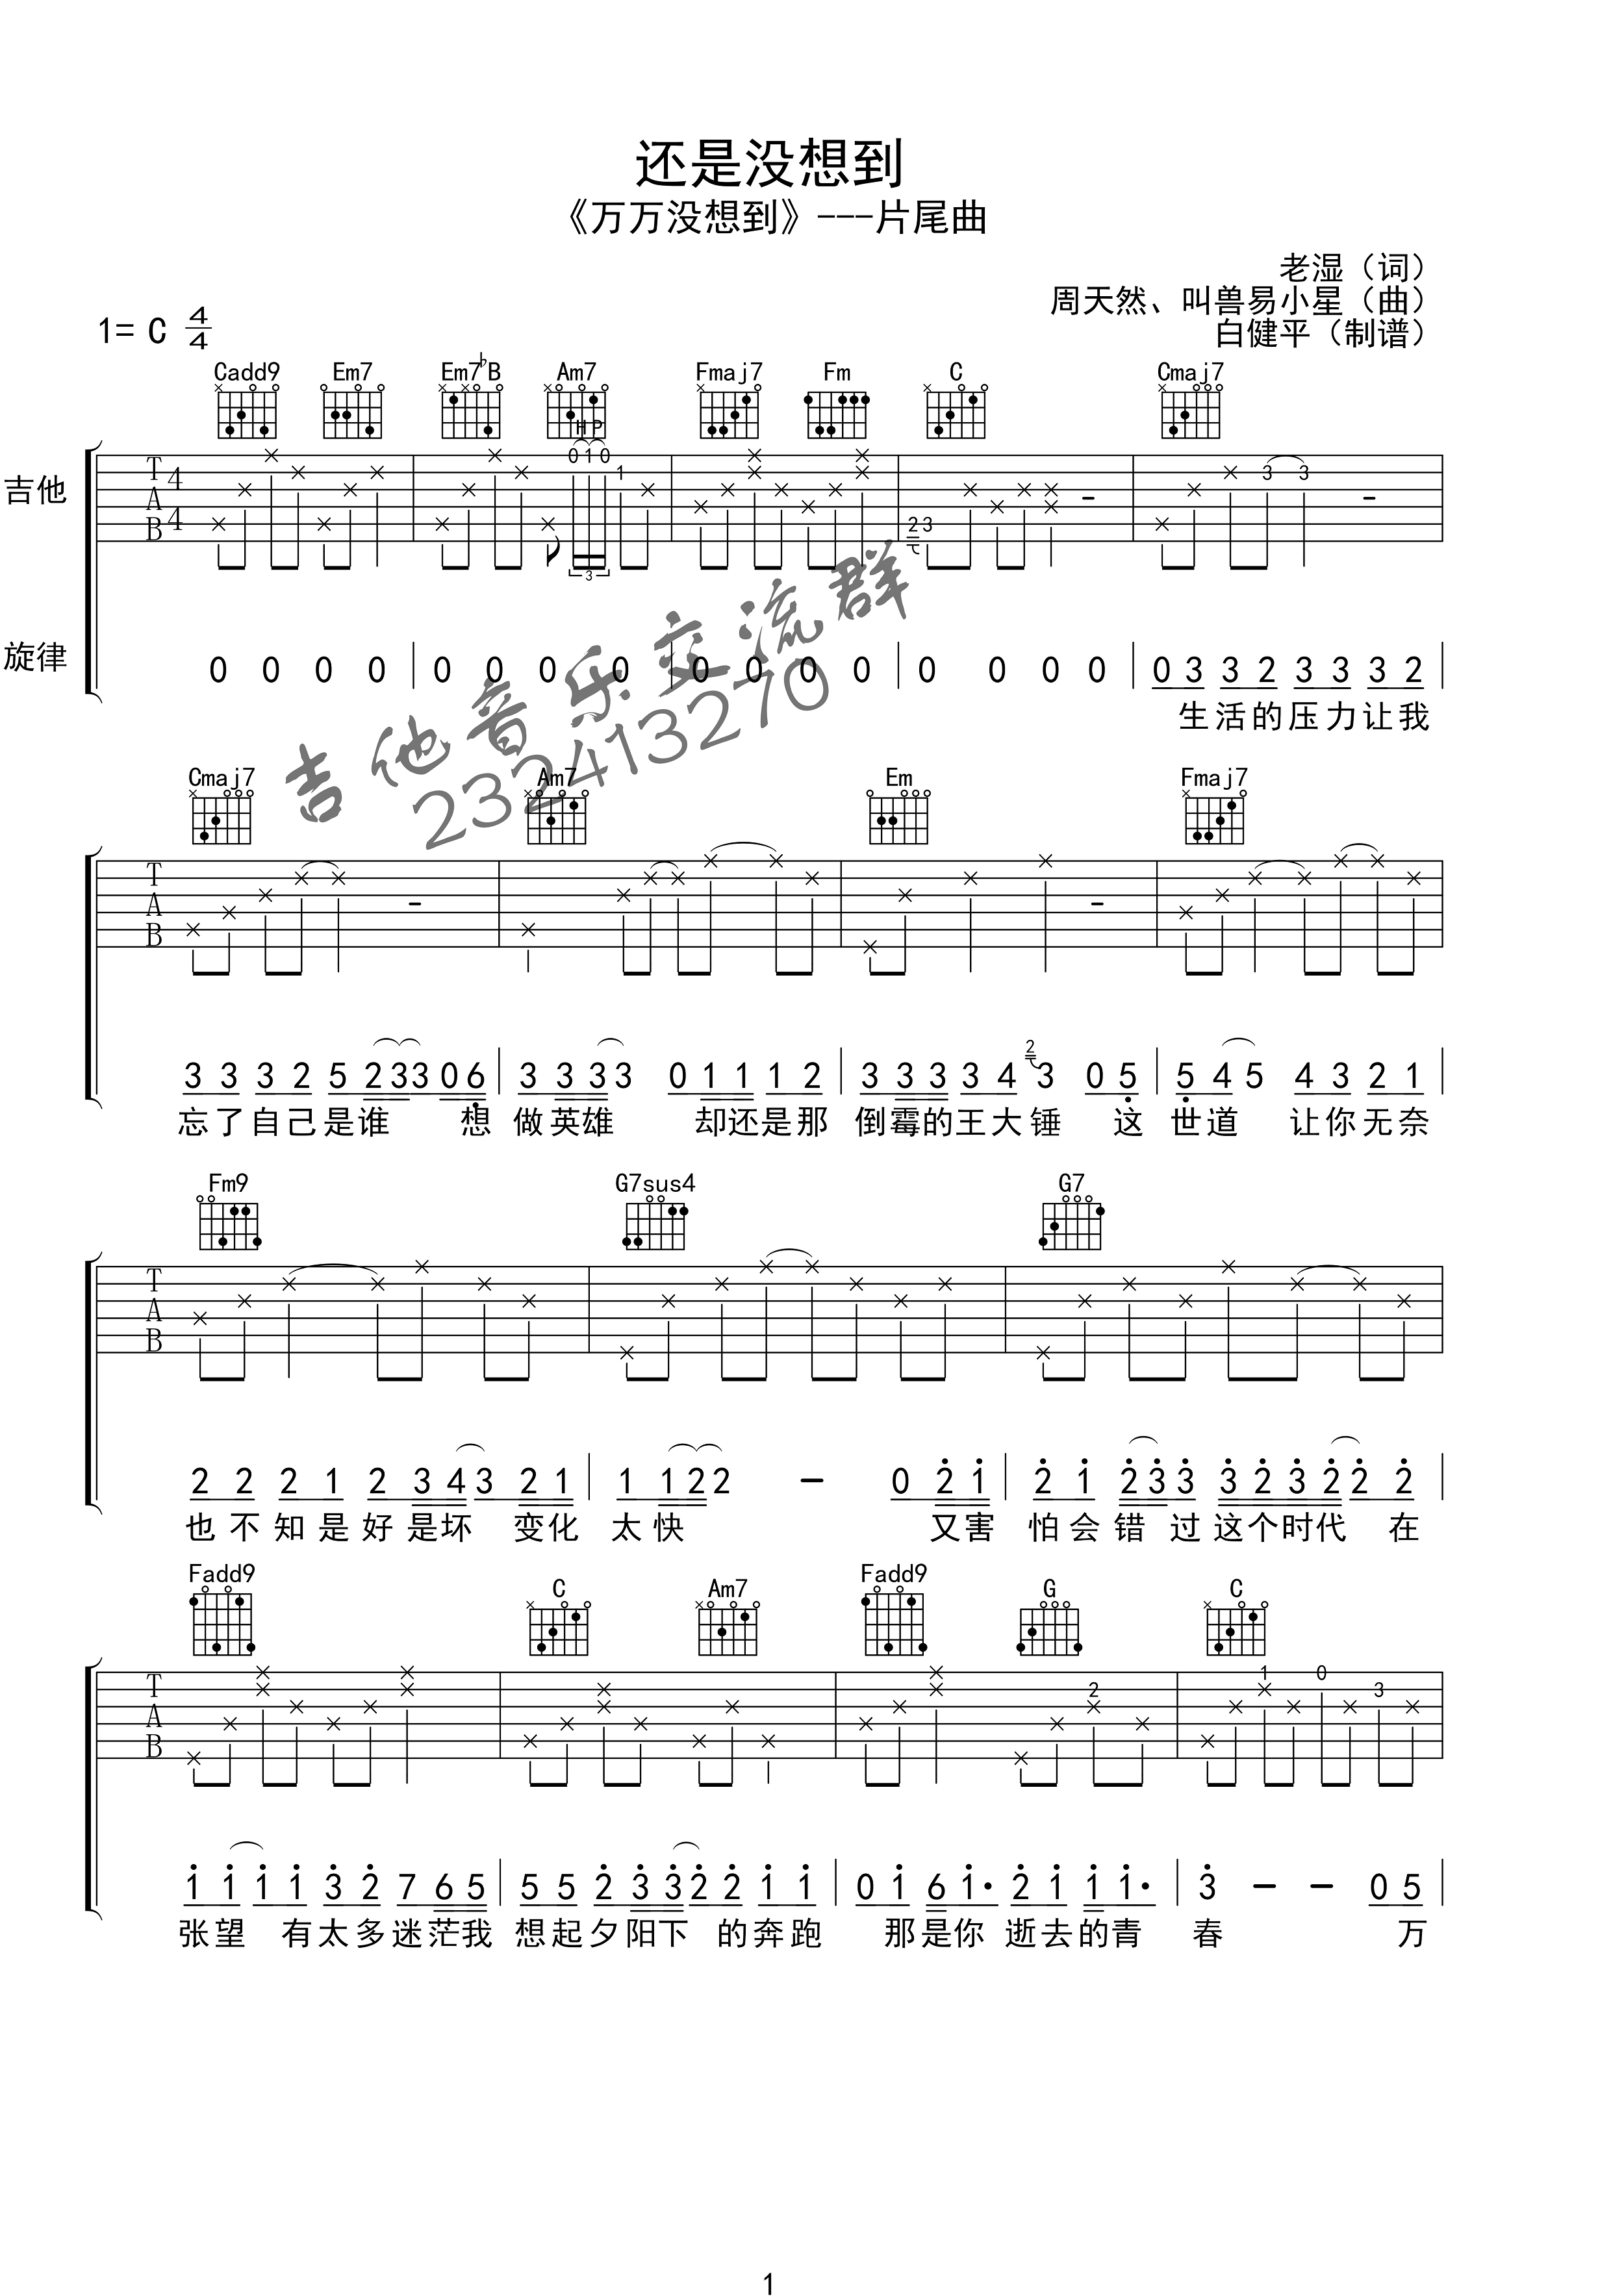 还是没想到
《万万没想到》---片尾曲
老湿（词）
周天然、叫兽易小星（曲）
1= C 4/4
白健平（制谱）
Cadd9 Em7 Em7♭B Am7 Fmaj7 Fm C Cmaj7
H P
吉他 T A B 4/4 0 1 0 1 3 2 3 3 3
吉他音乐交流群
232413270
旋律 0 0 0 0 | 0 0 0 0 | 0 0 0 0 | 0 0 0 0 | 0 3 3 2 3 3 3 2 |
生活的压力让我
Cmaj7 Am7 Em Fmaj7
T A B
3 3 3 2 5 2 3 3 0 6 | 3 3 3 3 0 1 1 1 2 | 3 3 3 3 4 2 3 0 5 | 5 4 5 4 3 2 1 |
忘了自己是谁 想 做英雄 却还是那 倒霉的王大锤 这 世道 让你无奈
Fm9 G7sus4 G7
T A B
2 2 2 1 2 3 4 3 2 1 | 1 1 2 2 - 0 2 1 | 2 1 2 3 3 3 2 3 2 2 2 |
也不知是好是坏 变化 太快 又害 怕会错 过这个时代 在
Fadd9 C Am7 Fadd9 G C
T A B 2 1 0 3
1 1 1 1 3 2 7 6 5 | 5 5 2 3 3 2 2 1 1 | 0 1 6 1· 2 1 1 1· | 3 - - 0 5 |
张望 有太多迷茫我 想起夕阳下 的奔跑 那是你 逝去的青 春 万
1